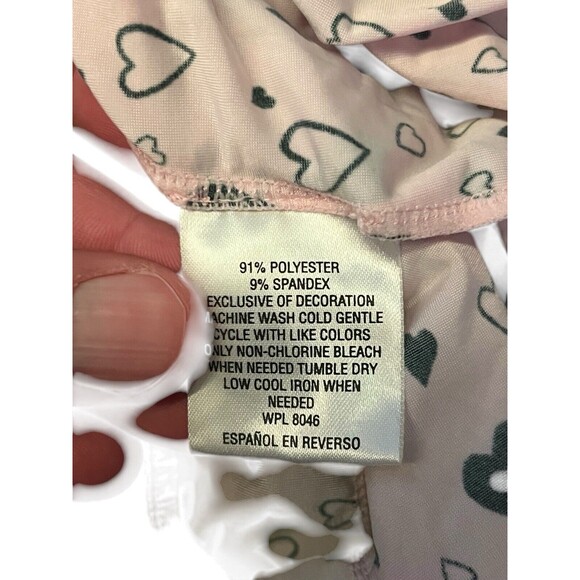 91% POLYESTER
9% SPANDEX
EXCLUSIVE OF DECORATION
MACHINE WASH COLD GENTLE
CYCLE WITH LIKE COLORS
ONLY NON-CHLORINE BLEACH
WHEN NEEDED TUMBLE DRY
LOW COOL IRON WHEN
NEEDED
WPL 8046
ESPAÑOL EN REVERSO